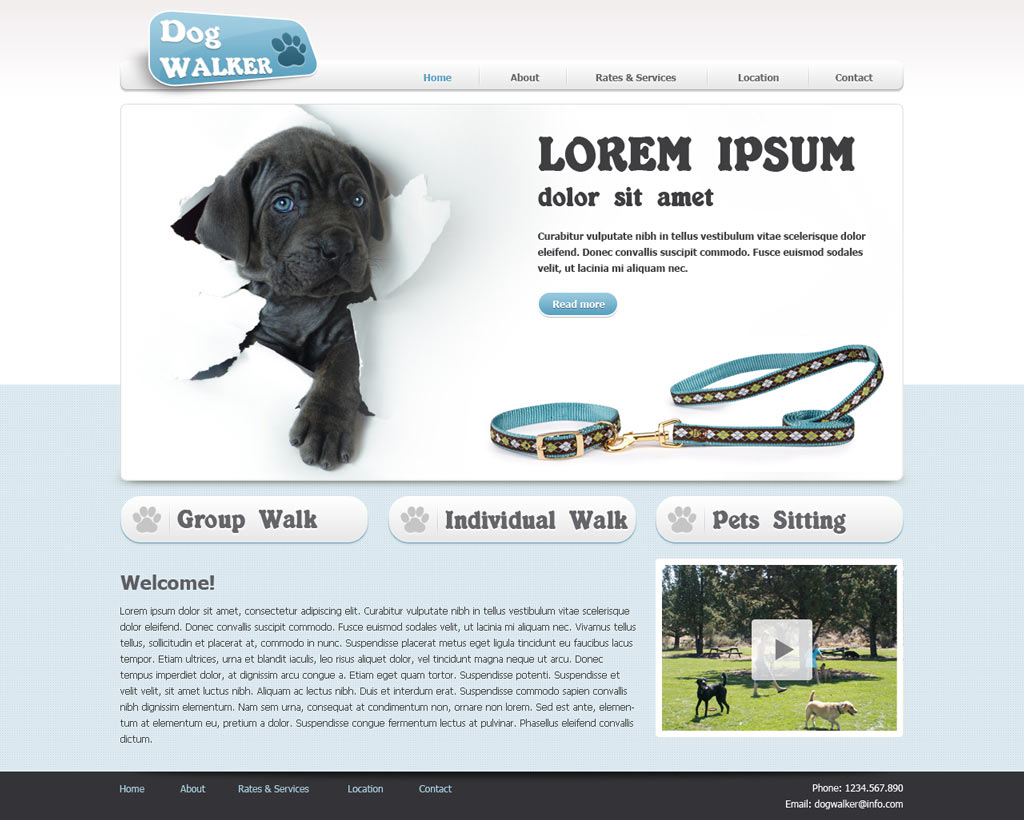 Dog
WALKER
Home About Rates & Services Location Contact
LOREM IPSUM
dolor sit amet
Curabitur vulputate nibh in tellus vestibulum vitae scelerisque dolor
eleifend. Donec convallis suscipit commodo. Fusce euismod sodales
velit, ut lacinia mi aliquam nec.
Read more
Group Walk
Individual Walk
Pets Sitting
Welcome!
Lorem ipsum dolor sit amet, consectetur adipiscing elit. Curabitur vulputate nibh in tellus vestibulum vitae scelerisque
dolor eleifend. Donec convallis suscipit commodo. Fusce euismod sodales velit, ut lacinia mi aliquam nec. Vivamus tellus
tellus, sollicitudin et placerat at, commodo in nunc. Suspendisse placerat metus eget ligula tincidunt eu faucibus lacus
tempor. Etiam ultrices, urna et blandit iaculis, leo risus aliquet dolor, vel tincidunt magna neque ut arcu. Donec
tempus imperdiet dolor, at dignissim arcu congue a. Etiam eget quam tortor. Suspendisse potenti. Suspendisse et
velit velit, sit amet luctus nibh. Aliquam ac lectus nibh. Duis et interdum erat. Suspendisse commodo sapien convallis
nibh dignissim elementum. Nam sem urna, consequat at condimentum non, ornare non lorem. Sed est ante, elemen-
tum at elementum eu, pretium a dolor. Suspendisse congue fermentum lectus at pulvinar. Phasellus eleifend convallis
dictum.
Home About Rates & Services Location Contact
Phone: 1234.567.890
Email: dogwalker@info.com